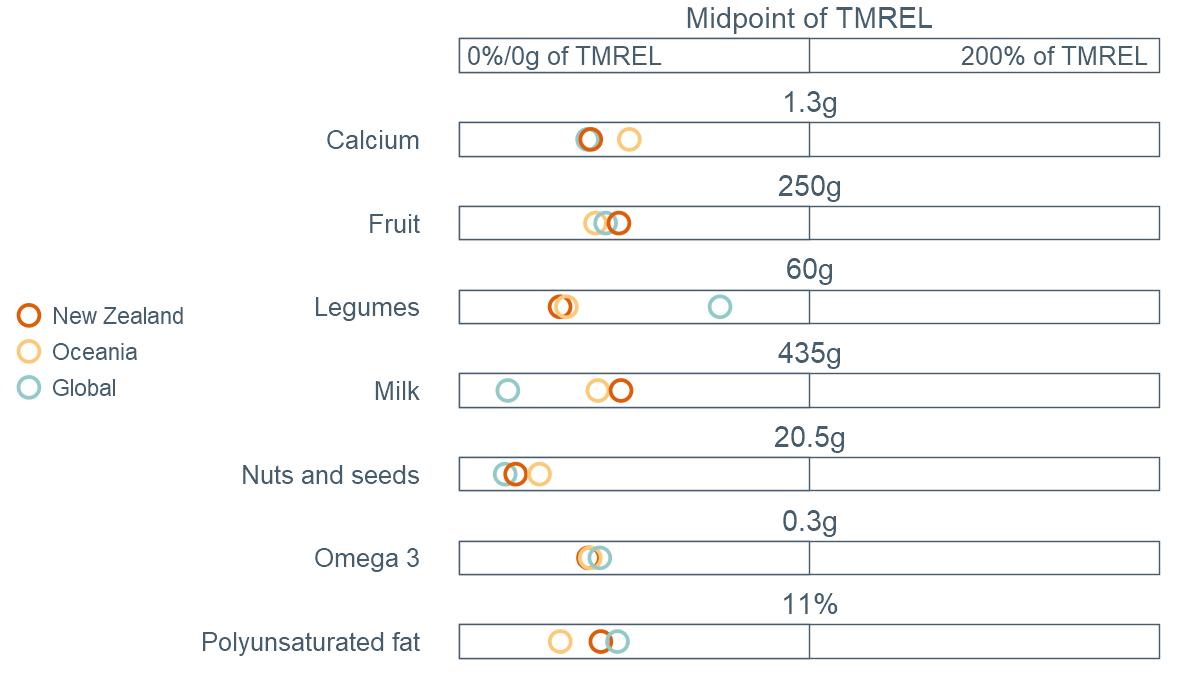 Midpoint of TMREL
0%/0g of TMREL 200% of TMREL
1.3g
Calcium
250g
Fruit
60g
Legumes
435g
Milk
20.5g
Nuts and seeds
0.3g
Omega 3
11%
Polyunsaturated fat
New Zealand
Oceania
Global